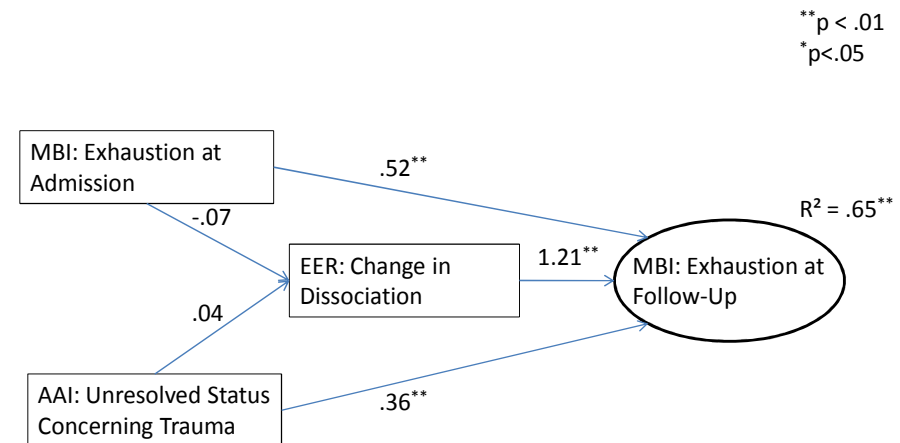 **p < .01
*p<.05
MBI: Exhaustion at
Admission
.52**
-.07
R² = .65**
EER: Change in
Dissociation
1.21**
MBI: Exhaustion at
Follow-Up
.04
AAI: Unresolved Status
Concerning Trauma
.36**